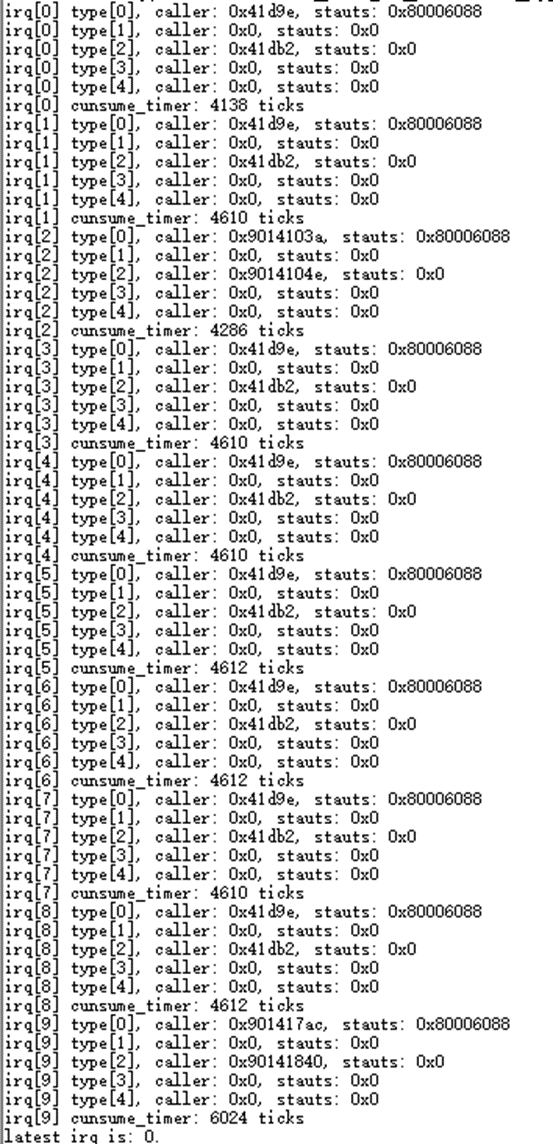 irq[0] type[0], caller: 0x41d9e, stauts: 0x80006088
irq[0] type[1], caller: 0x0, stauts: 0x0
irq[0] type[2], caller: 0x41db2, stauts: 0x0
irq[0] type[3], caller: 0x0, stauts: 0x0
irq[0] type[4], caller: 0x0, stauts: 0x0
irq[0] cunsume_timer: 4138 ticks
irq[1] type[0], caller: 0x41d9e, stauts: 0x80006088
irq[1] type[1], caller: 0x0, stauts: 0x0
irq[1] type[2], caller: 0x41db2, stauts: 0x0
irq[1] type[3], caller: 0x0, stauts: 0x0
irq[1] type[4], caller: 0x0, stauts: 0x0
irq[1] cunsume_timer: 4610 ticks
irq[2] type[0], caller: 0x9014103a, stauts: 0x80006088
irq[2] type[1], caller: 0x0, stauts: 0x0
irq[2] type[2], caller: 0x9014104e, stauts: 0x0
irq[2] type[3], caller: 0x0, stauts: 0x0
irq[2] type[4], caller: 0x0, stauts: 0x0
irq[2] cunsume_timer: 4286 ticks
irq[3] type[0], caller: 0x41d9e, stauts: 0x80006088
irq[3] type[1], caller: 0x0, stauts: 0x0
irq[3] type[2], caller: 0x41db2, stauts: 0x0
irq[3] type[3], caller: 0x0, stauts: 0x0
irq[3] type[4], caller: 0x0, stauts: 0x0
irq[3] cunsume_timer: 4610 ticks
irq[4] type[0], caller: 0x41d9e, stauts: 0x80006088
irq[4] type[1], caller: 0x0, stauts: 0x0
irq[4] type[2], caller: 0x41db2, stauts: 0x0
irq[4] type[3], caller: 0x0, stauts: 0x0
irq[4] type[4], caller: 0x0, stauts: 0x0
irq[4] cunsume_timer: 4610 ticks
irq[5] type[0], caller: 0x41d9e, stauts: 0x80006088
irq[5] type[1], caller: 0x0, stauts: 0x0
irq[5] type[2], caller: 0x41db2, stauts: 0x0
irq[5] type[3], caller: 0x0, stauts: 0x0
irq[5] type[4], caller: 0x0, stauts: 0x0
irq[5] cunsume_timer: 4612 ticks
irq[6] type[0], caller: 0x41d9e, stauts: 0x80006088
irq[6] type[1], caller: 0x0, stauts: 0x0
irq[6] type[2], caller: 0x41db2, stauts: 0x0
irq[6] type[3], caller: 0x0, stauts: 0x0
irq[6] type[4], caller: 0x0, stauts: 0x0
irq[6] cunsume_timer: 4612 ticks
irq[7] type[0], caller: 0x41d9e, stauts: 0x80006088
irq[7] type[1], caller: 0x0, stauts: 0x0
irq[7] type[2], caller: 0x41db2, stauts: 0x0
irq[7] type[3], caller: 0x0, stauts: 0x0
irq[7] type[4], caller: 0x0, stauts: 0x0
irq[7] cunsume_timer: 4610 ticks
irq[8] type[0], caller: 0x41d9e, stauts: 0x80006088
irq[8] type[1], caller: 0x0, stauts: 0x0
irq[8] type[2], caller: 0x41db2, stauts: 0x0
irq[8] type[3], caller: 0x0, stauts: 0x0
irq[8] type[4], caller: 0x0, stauts: 0x0
irq[8] cunsume_timer: 4612 ticks
irq[9] type[0], caller: 0x901417ac, stauts: 0x80006088
irq[9] type[1], caller: 0x0, stauts: 0x0
irq[9] type[2], caller: 0x90141840, stauts: 0x0
irq[9] type[3], caller: 0x0, stauts: 0x0
irq[9] type[4], caller: 0x0, stauts: 0x0
irq[9] cunsume_timer: 6024 ticks
latest irq is: 0.